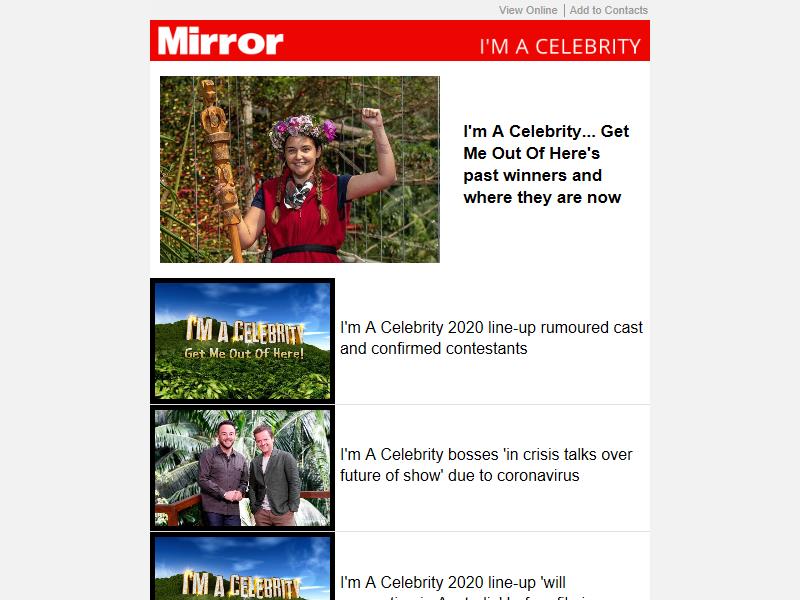 View Online | Add to Contacts
Mirror
I'M A CELEBRITY
I'm A Celebrity... Get
Me Out Of Here's
past winners and
where they are now
I'M A CELEBRITY
Get Me Out Of Here!
I'm A Celebrity 2020 line-up rumoured cast
and confirmed contestants
I'm A Celebrity bosses 'in crisis talks over
future of show' due to coronavirus
I'M A CELEBRITY
I'm A Celebrity 2020 line-up 'will